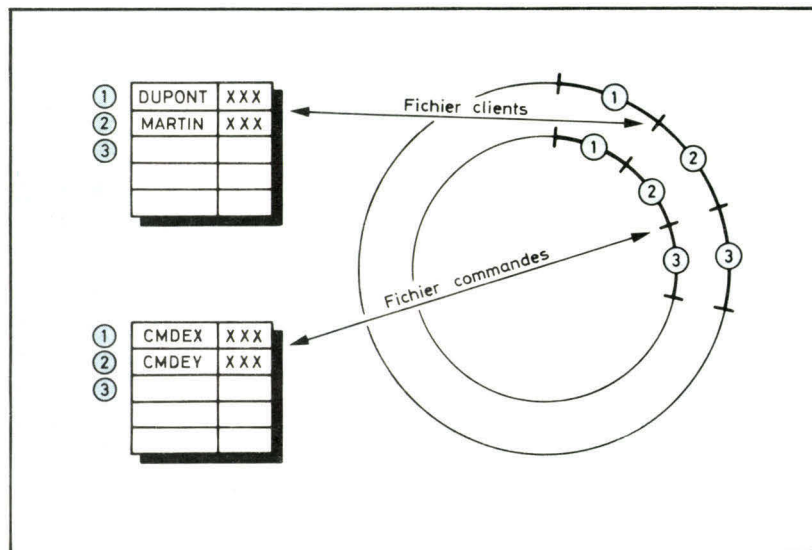 ① DUPONT XXX
② MARTIN XXX
③
Fichier clients
① ② ③
① ② ③
Fichier commandes
① CMDEX XXX
② CMDEY XXX
③